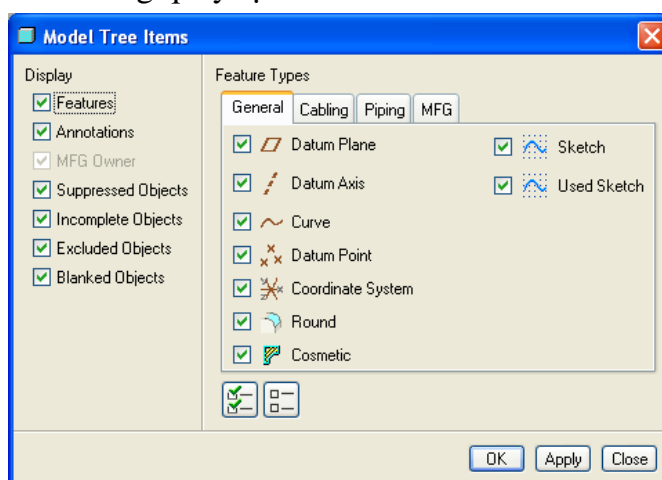 Model Tree Items
Display
Features
Annotations
MFG Owner
Suppressed Objects
Incomplete Objects
Excluded Objects
Blanked Objects
Feature Types
General Cabling Piping MFG
Datum Plane
Datum Axis
Curve
Datum Point
Coordinate System
Round
Cosmetic
Sketch
Used Sketch
OK Apply Close